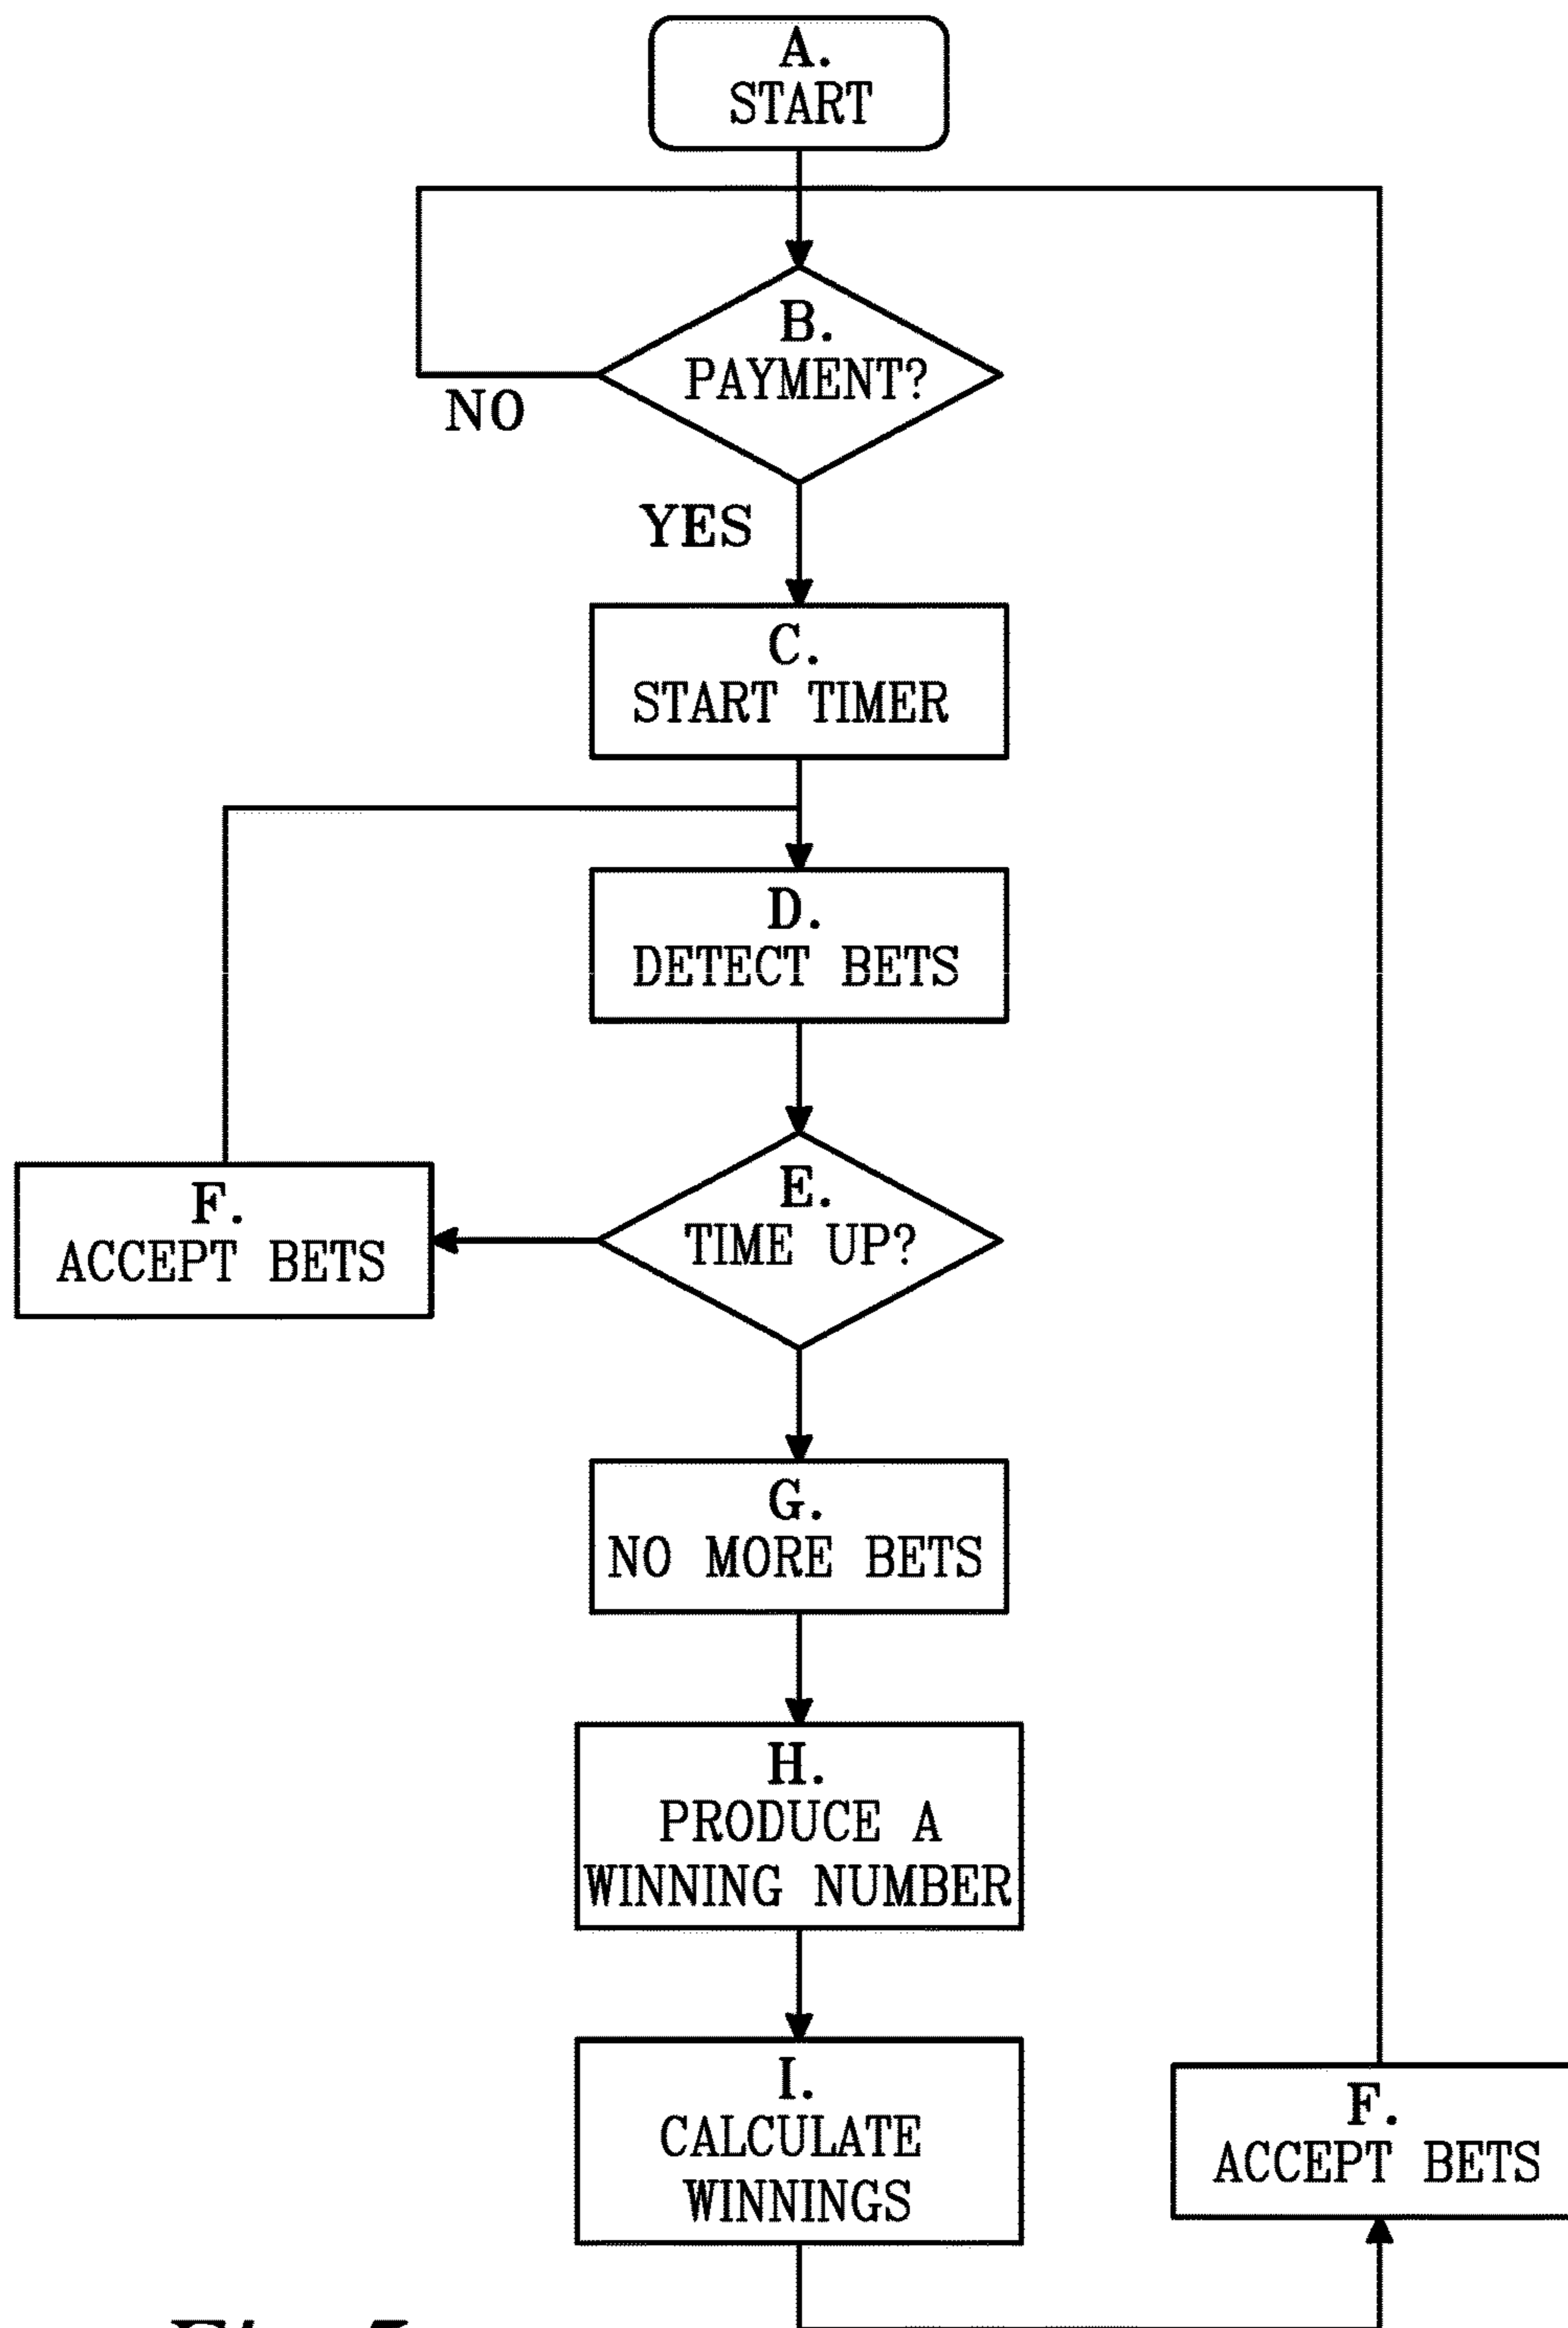 A.
START
B.
PAYMENT?
NO
YES
C.
START TIMER
D.
DETECT BETS
E.
TIME UP?
F.
ACCEPT BETS
G.
NO MORE BETS
H.
PRODUCE A
WINNING NUMBER
I.
CALCULATE
WINNINGS
F.
ACCEPT BETS